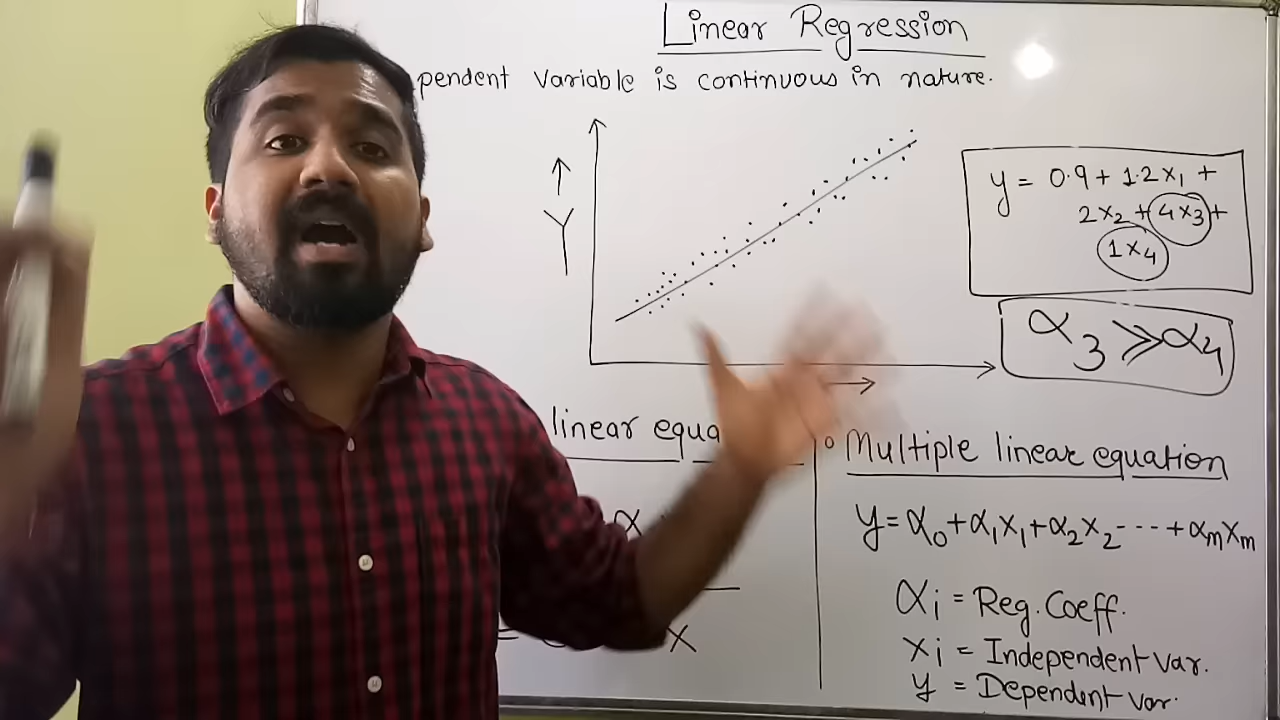 Linear Regression
pendent variable is continuous in nature.
Y
y = 0.9 + 1.2x₁ +
2x₂ + 4x₃ +
1x₄
α₃ >> α₄
linear equa
Multiple linear equation
α
y = α₀ + α₁x₁ + α₂x₂ ---- + αₘxₘ
αi = Reg. Coeff.
= x
xi = Independent var.
y = Dependent var.